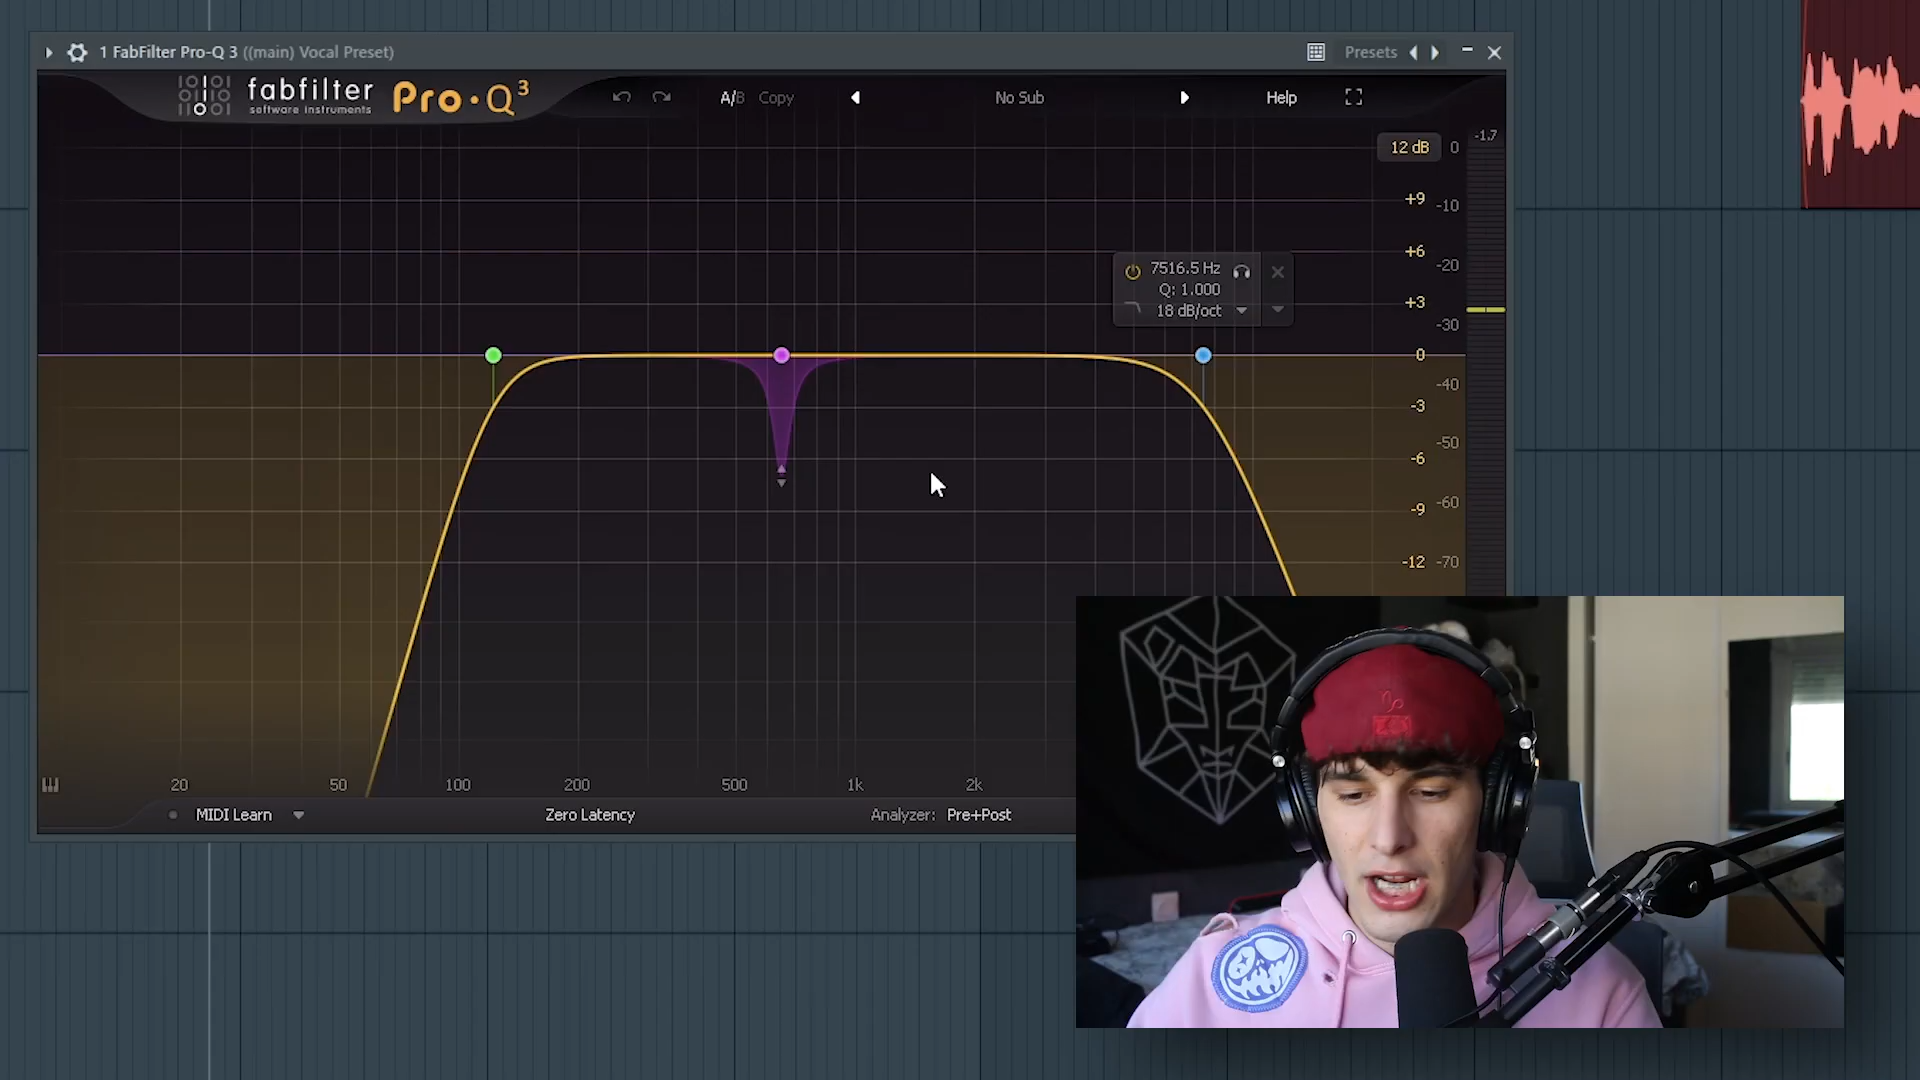 1 FabFilter Pro-Q 3 ((main) Vocal Preset)
Presets
fabfilter
software instruments
Pro·Q3
A/B
Copy
No Sub
Help
12 dB
0
-1.7
+9
-10
+6
-20
+3
-30
0
-40
-3
-50
-6
-60
-9
-12
-70
7516.5 Hz
Q: 1.000
18 dB/oct
20
50
100
200
500
1k
2k
MIDI Learn
Zero Latency
Analyzer: Pre+Post